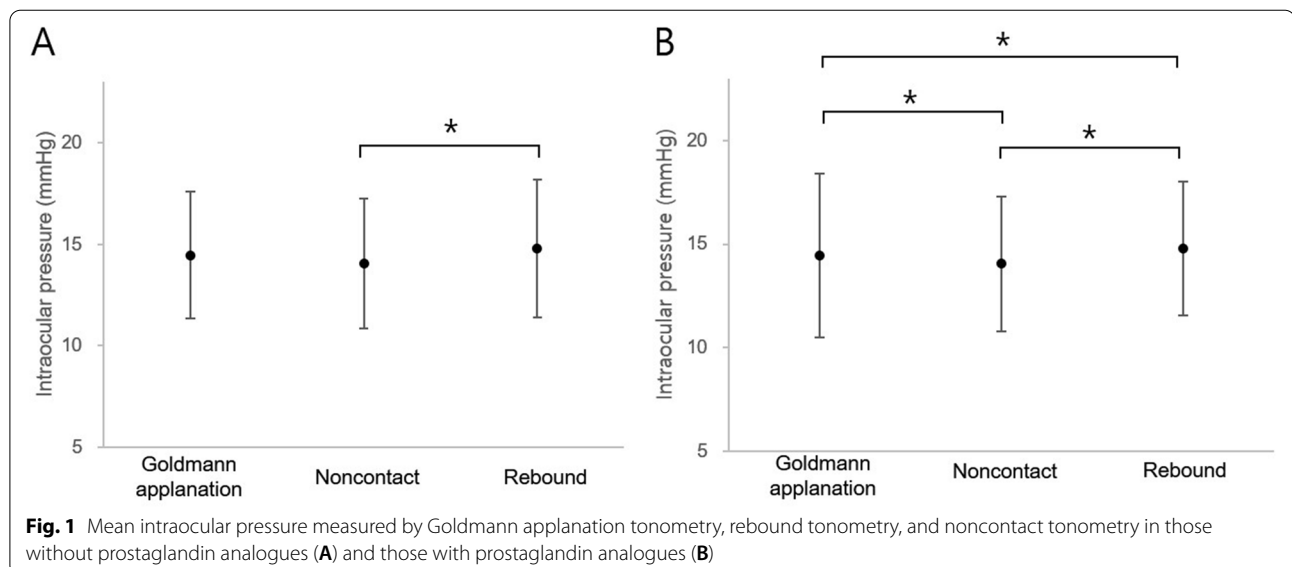 A
B
*
*
*
*
Intraocular pressure (mmHg)
20
15
10
5
Goldmann
applanation
Noncontact
Rebound
Intraocular pressure (mmHg)
20
15
10
5
Goldmann
applanation
Noncontact
Rebound
Fig. 1 Mean intraocular pressure measured by Goldmann applanation tonometry, rebound tonometry, and noncontact tonometry in those
without prostaglandin analogues (A) and those with prostaglandin analogues (B)